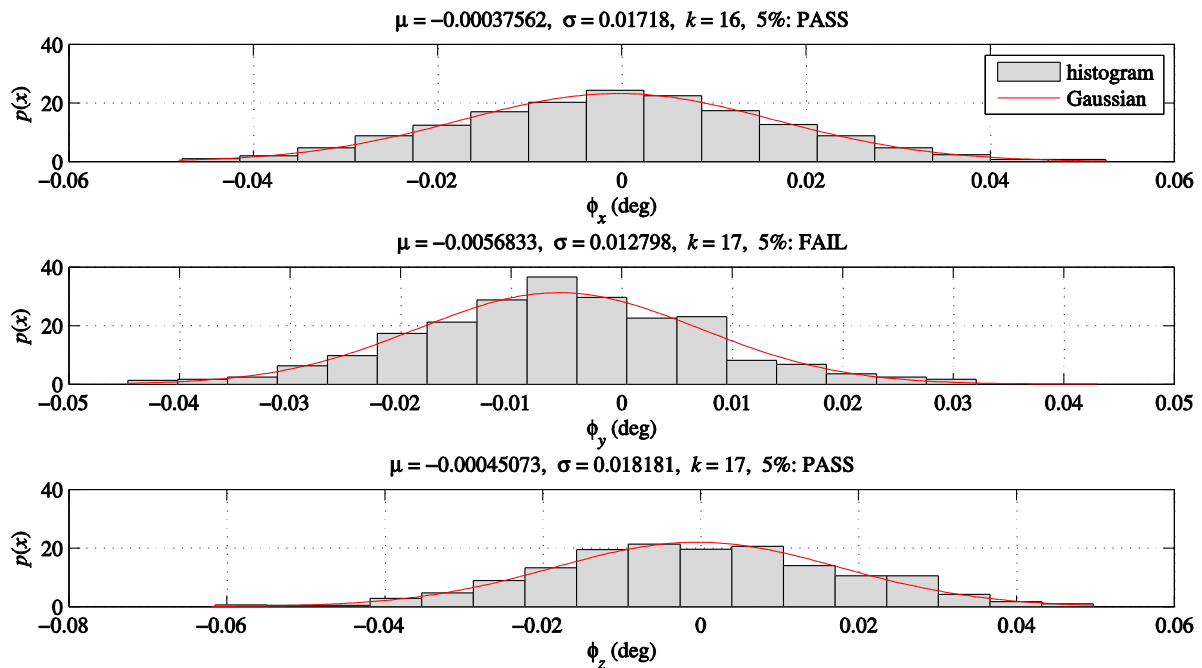 μ = −0.00037562, σ = 0.01718, k = 16, 5%: PASS
40
20
0
p(x)
histogram
Gaussian
−0.06 −0.04 −0.02 0 0.02 0.04 0.06
ϕx (deg)
μ = −0.0056833, σ = 0.012798, k = 17, 5%: FAIL
40
20
0
p(x)
−0.05 −0.04 −0.03 −0.02 −0.01 0 0.01 0.02 0.03 0.04 0.05
ϕy (deg)
μ = −0.00045073, σ = 0.018181, k = 17, 5%: PASS
40
20
0
p(x)
−0.08 −0.06 −0.04 −0.02 0 0.02 0.04 0.06
ϕz (deg)